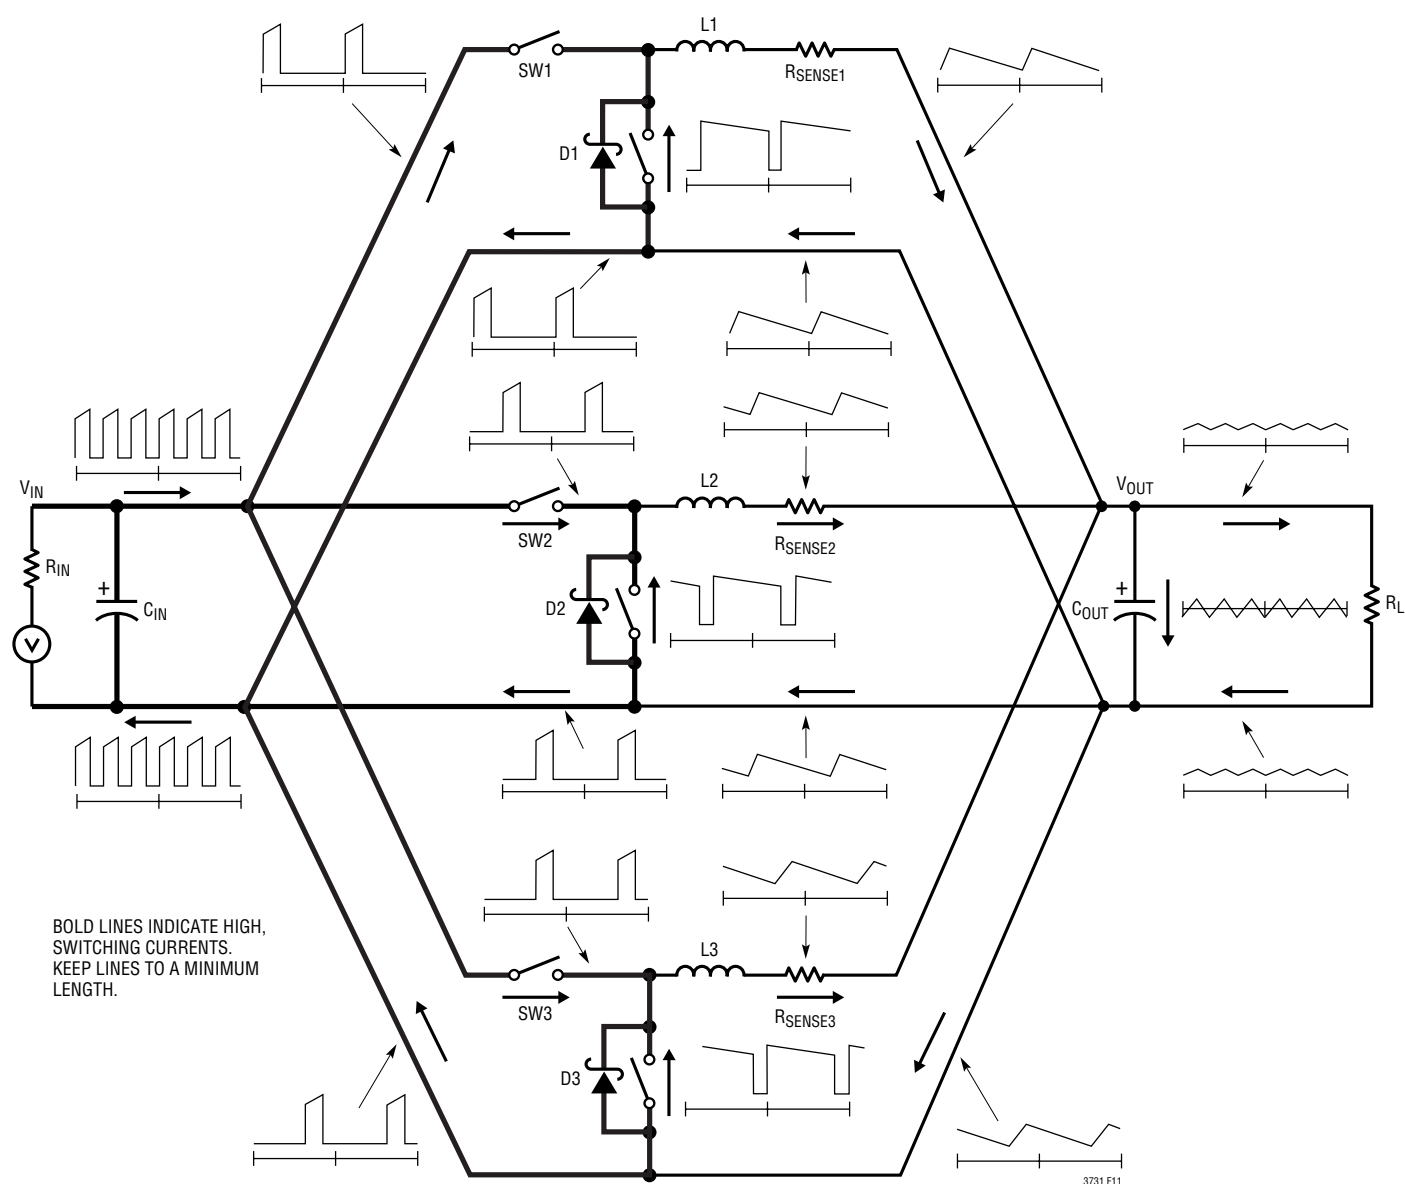 L1
SW1
RSENSE1
D1
VIN
L2
VOUT
SW2
RSENSE2
RIN
+
CIN
D2
+
COUT
RL
V
BOLD LINES INDICATE HIGH,
SWITCHING CURRENTS.
KEEP LINES TO A MINIMUM
LENGTH.
L3
SW3
RSENSE3
D3
3731 F11